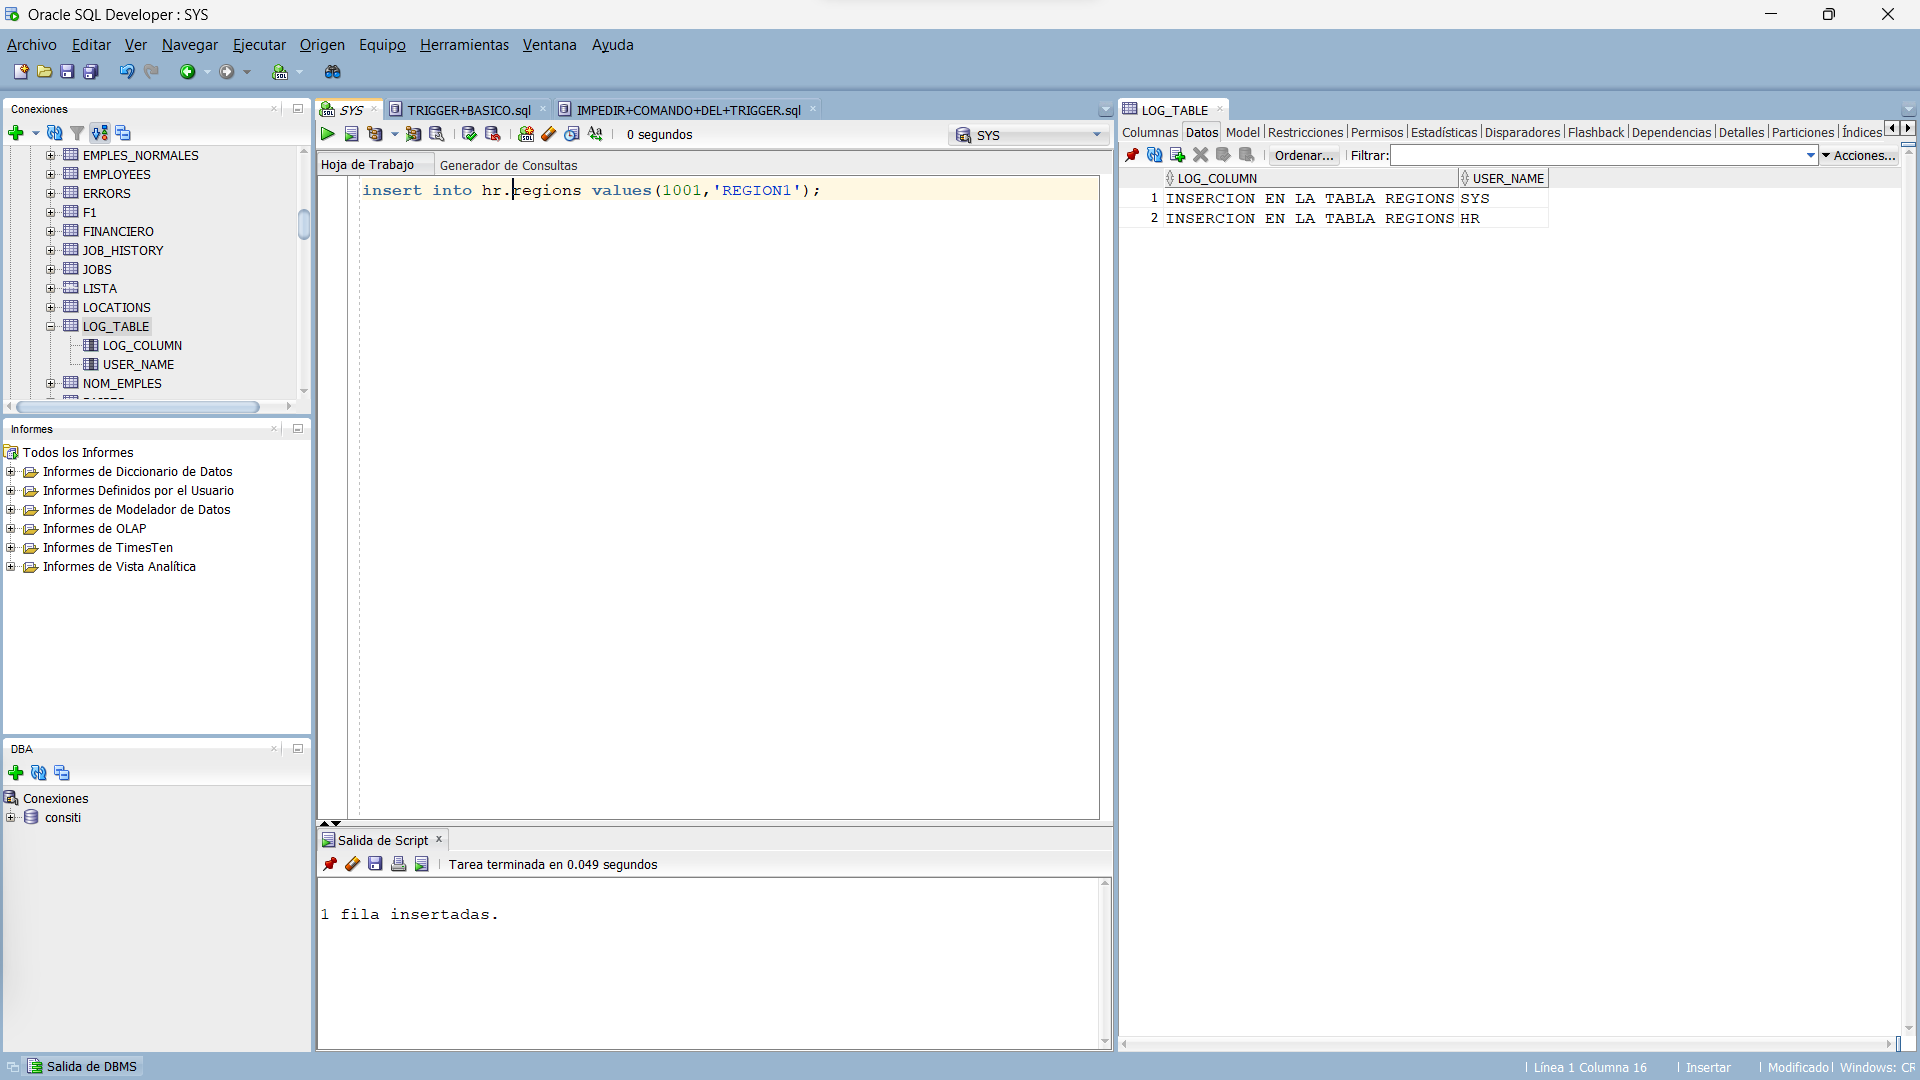 Oracle SQL Developer : SYS
Archivo Editar Ver Navegar Ejecutar Origen Equipo Herramientas Ventana Ayuda
Conexiones
EMPLES_NORMALES
EMPLOYEES
ERRORS
F1
FINANCIERO
JOB_HISTORY
JOBS
LISTA
LOCATIONS
LOG_TABLE
LOG_COLUMN
USER_NAME
NOM_EMPLES
Informes
Todos los Informes
Informes de Diccionario de Datos
Informes Definidos por el Usuario
Informes de Modelador de Datos
Informes de OLAP
Informes de TimesTen
Informes de Vista Analítica
DBA
Conexiones
consiti
SYS TRIGGER+BASICO.sql IMPEDIR+COMANDO+DEL+TRIGGER.sql
0 segundos SYS
Hoja de Trabajo Generador de Consultas
insert into hr.regions values(1001,'REGION1');
Salida de Script
Tarea terminada en 0.049 segundos
1 fila insertadas.
LOG_TABLE
Columnas Datos Model Restricciones Permisos Estadísticas Disparadores Flashback Dependencias Detalles Particiones Índices
Ordenar... Filtrar: Acciones...
LOG_COLUMN USER_NAME
1 INSERCION EN LA TABLA REGIONS SYS
2 INSERCION EN LA TABLA REGIONS HR
Salida de DBMS
Línea 1 Columna 16 Insertar Modificado Windows: CR